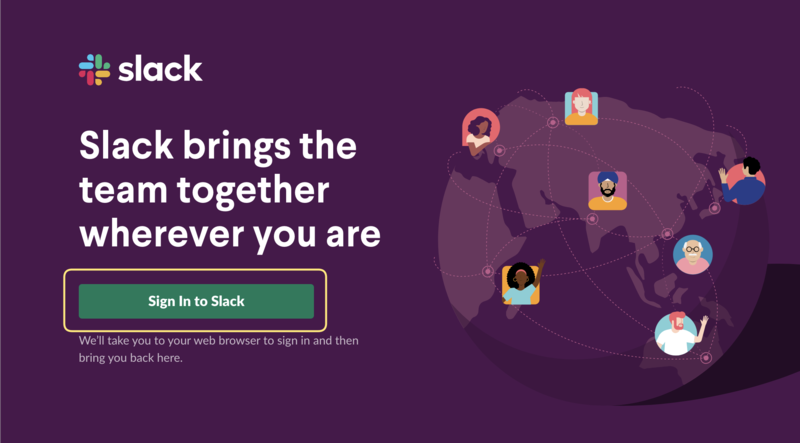 slack
Slack brings the
team together
wherever you are
Sign In to Slack
We'll take you to your web browser to sign in and then
bring you back here.